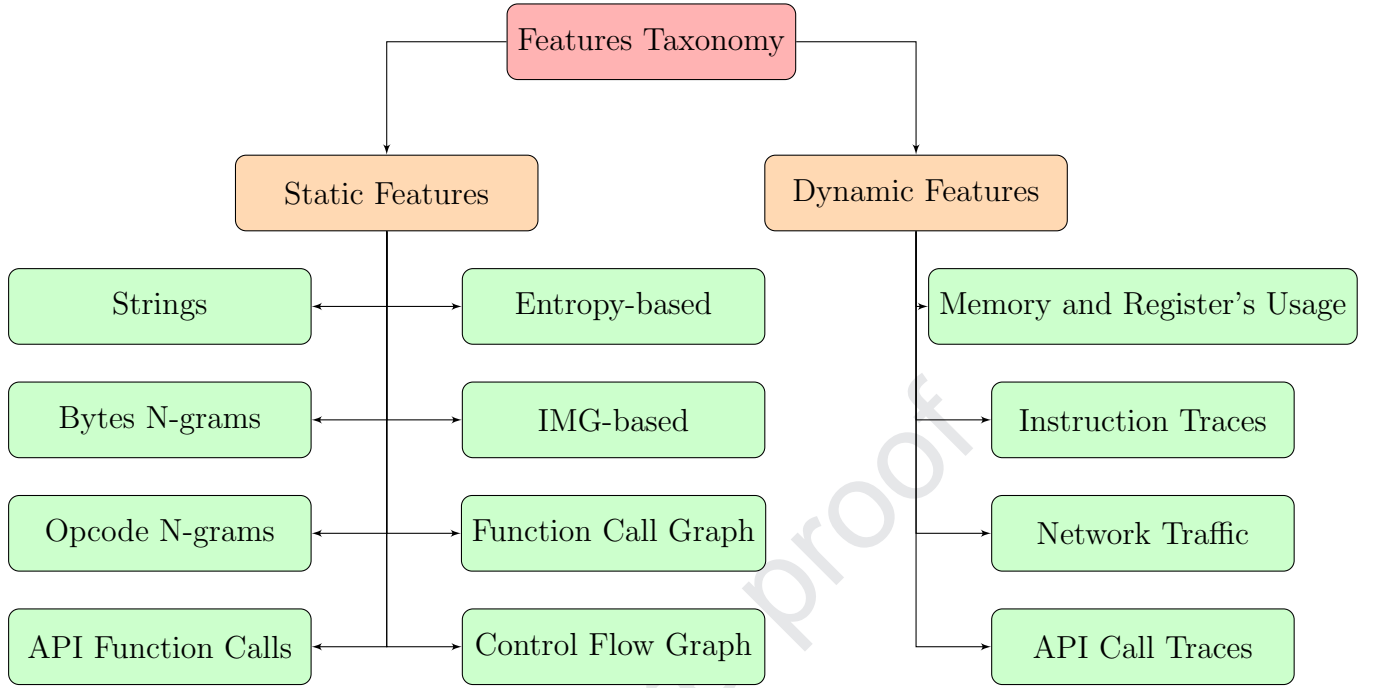 Features Taxonomy
Static Features
Dynamic Features
Strings
Entropy-based
Memory and Register's Usage
Bytes N-grams
IMG-based
Instruction Traces
Opcode N-grams
Function Call Graph
Network Traffic
API Function Calls
Control Flow Graph
API Call Traces
proof